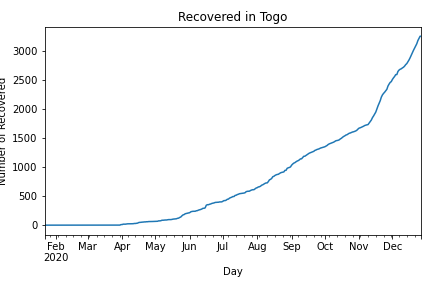 Recovered in Togo
Number of Recovered
3000
2500
2000
1500
1000
500
0
Feb Mar Apr May Jun Jul Aug Sep Oct Nov Dec
2020
Day